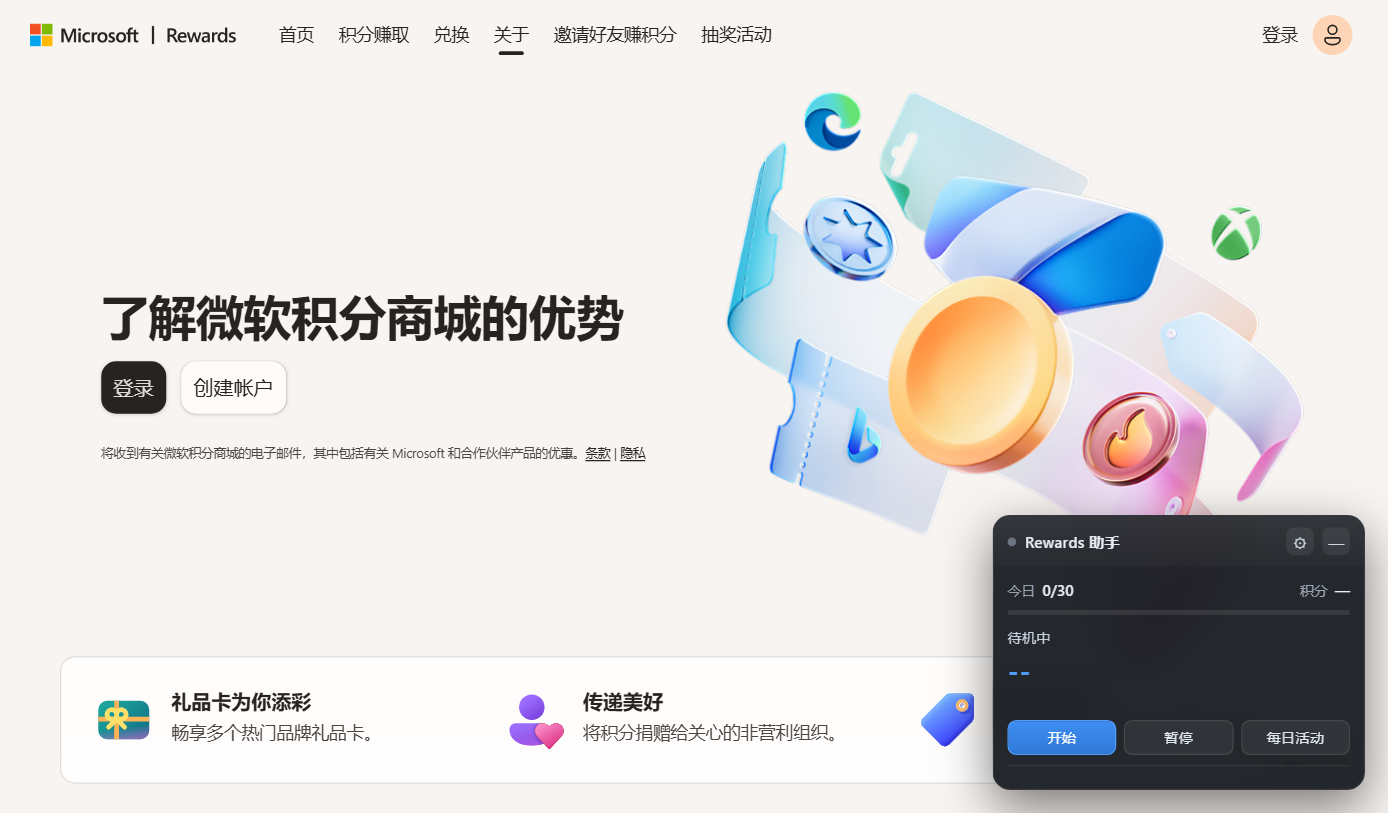 Microsoft | Rewards 首页 积分赚取 兑换 关于 邀请好友赚积分 抽奖活动 登录
了解微软积分商城的优势
登录 创建帐户
将收到有关微软积分商城的电子邮件，其中包括有关 Microsoft 和合作伙伴产品的优惠。条款 | 隐私
礼品卡为你添彩
畅享多个热门品牌礼品卡。
传递美好
将积分捐赠给关心的非营利组织。
Rewards 助手
今日 0/30 积分 —
待机中
--
开始 暂停 每日活动